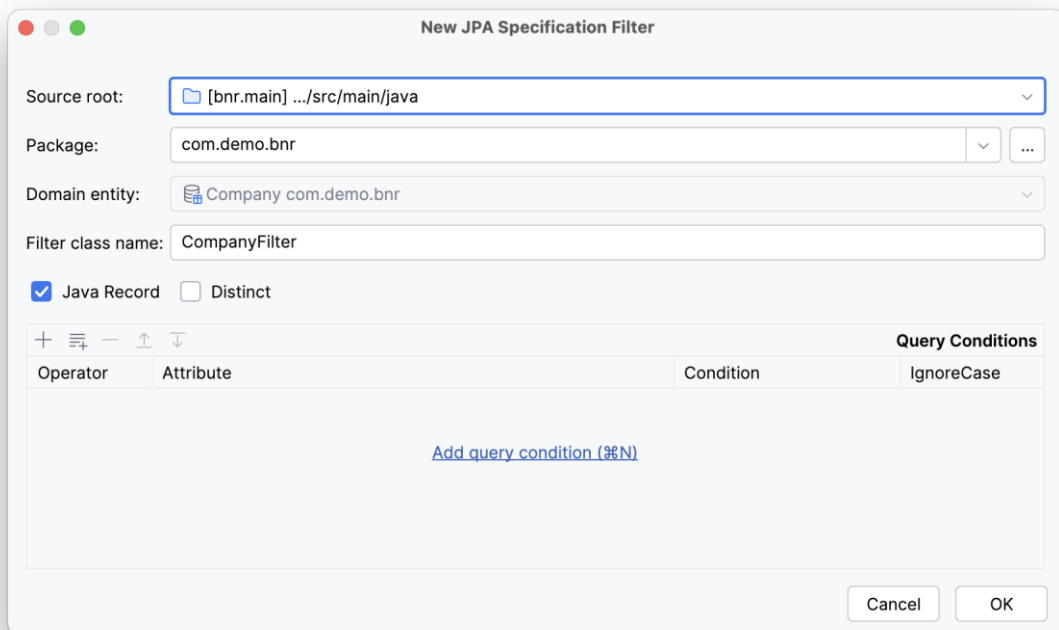 New JPA Specification Filter
Source root: [bnr.main] .../src/main/java
Package: com.demo.bnr ...
Domain entity: Company com.demo.bnr
Filter class name: CompanyFilter
Java Record Distinct
Query Conditions
Operator Attribute Condition IgnoreCase
Add query condition (⌘N)
Cancel OK